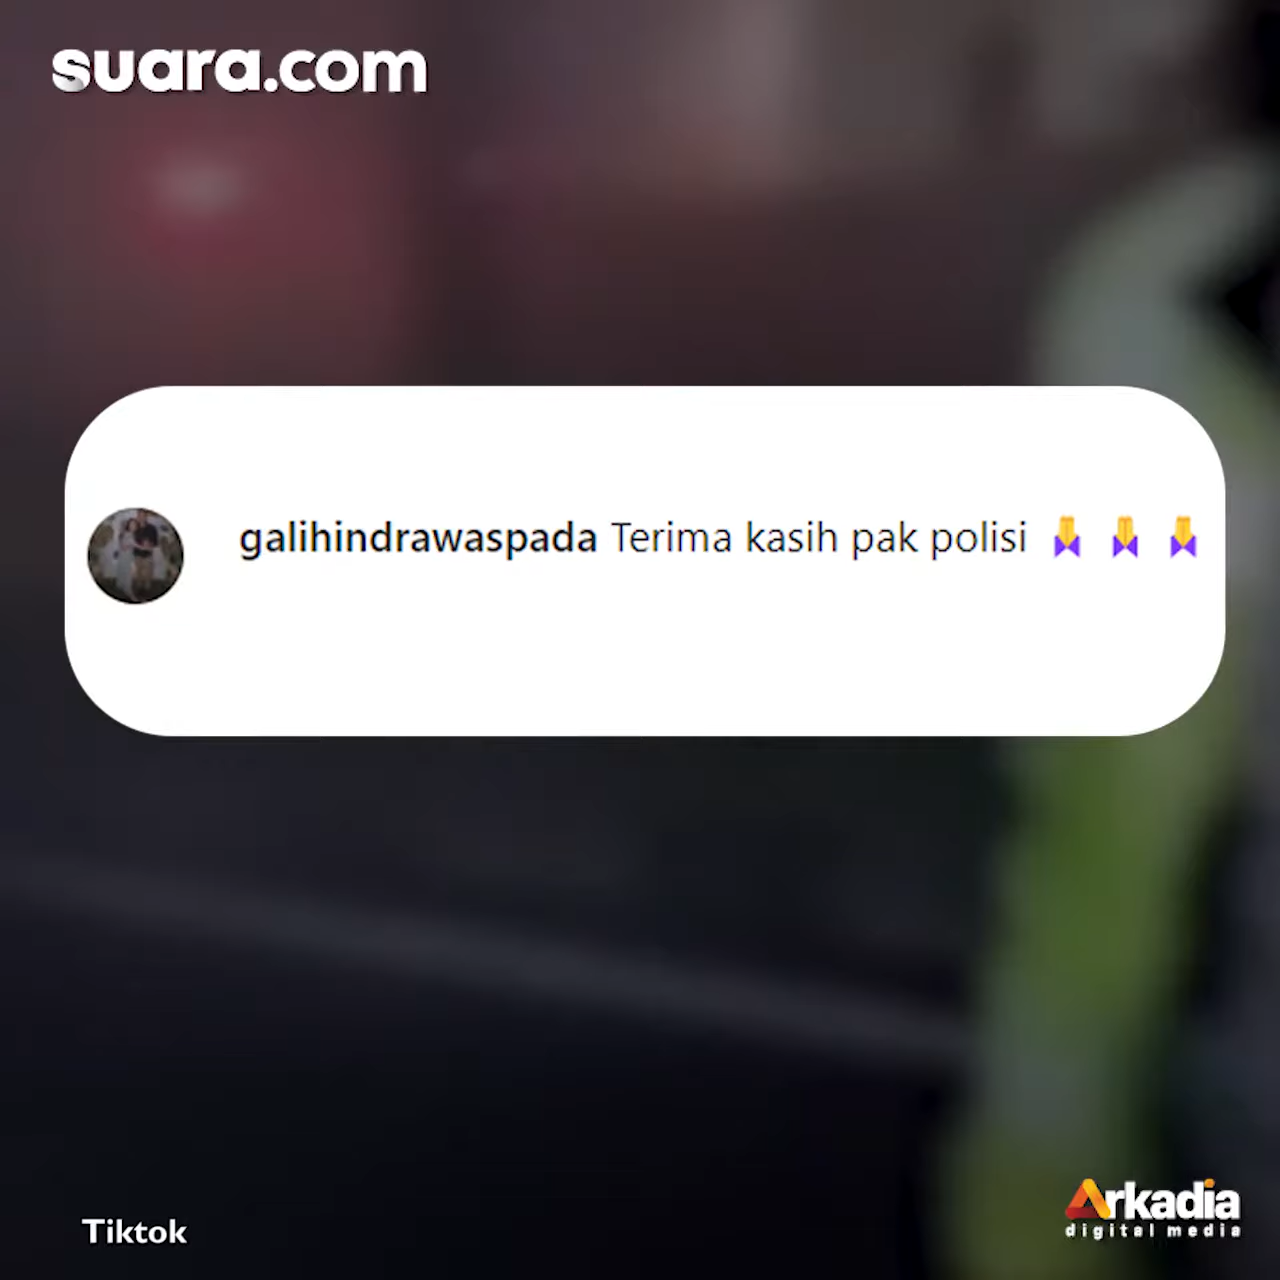 suara.com
galihindrawaspada Terima kasih pak polisi 🙏 🙏 🙏
Tiktok
Arkadia
digital media